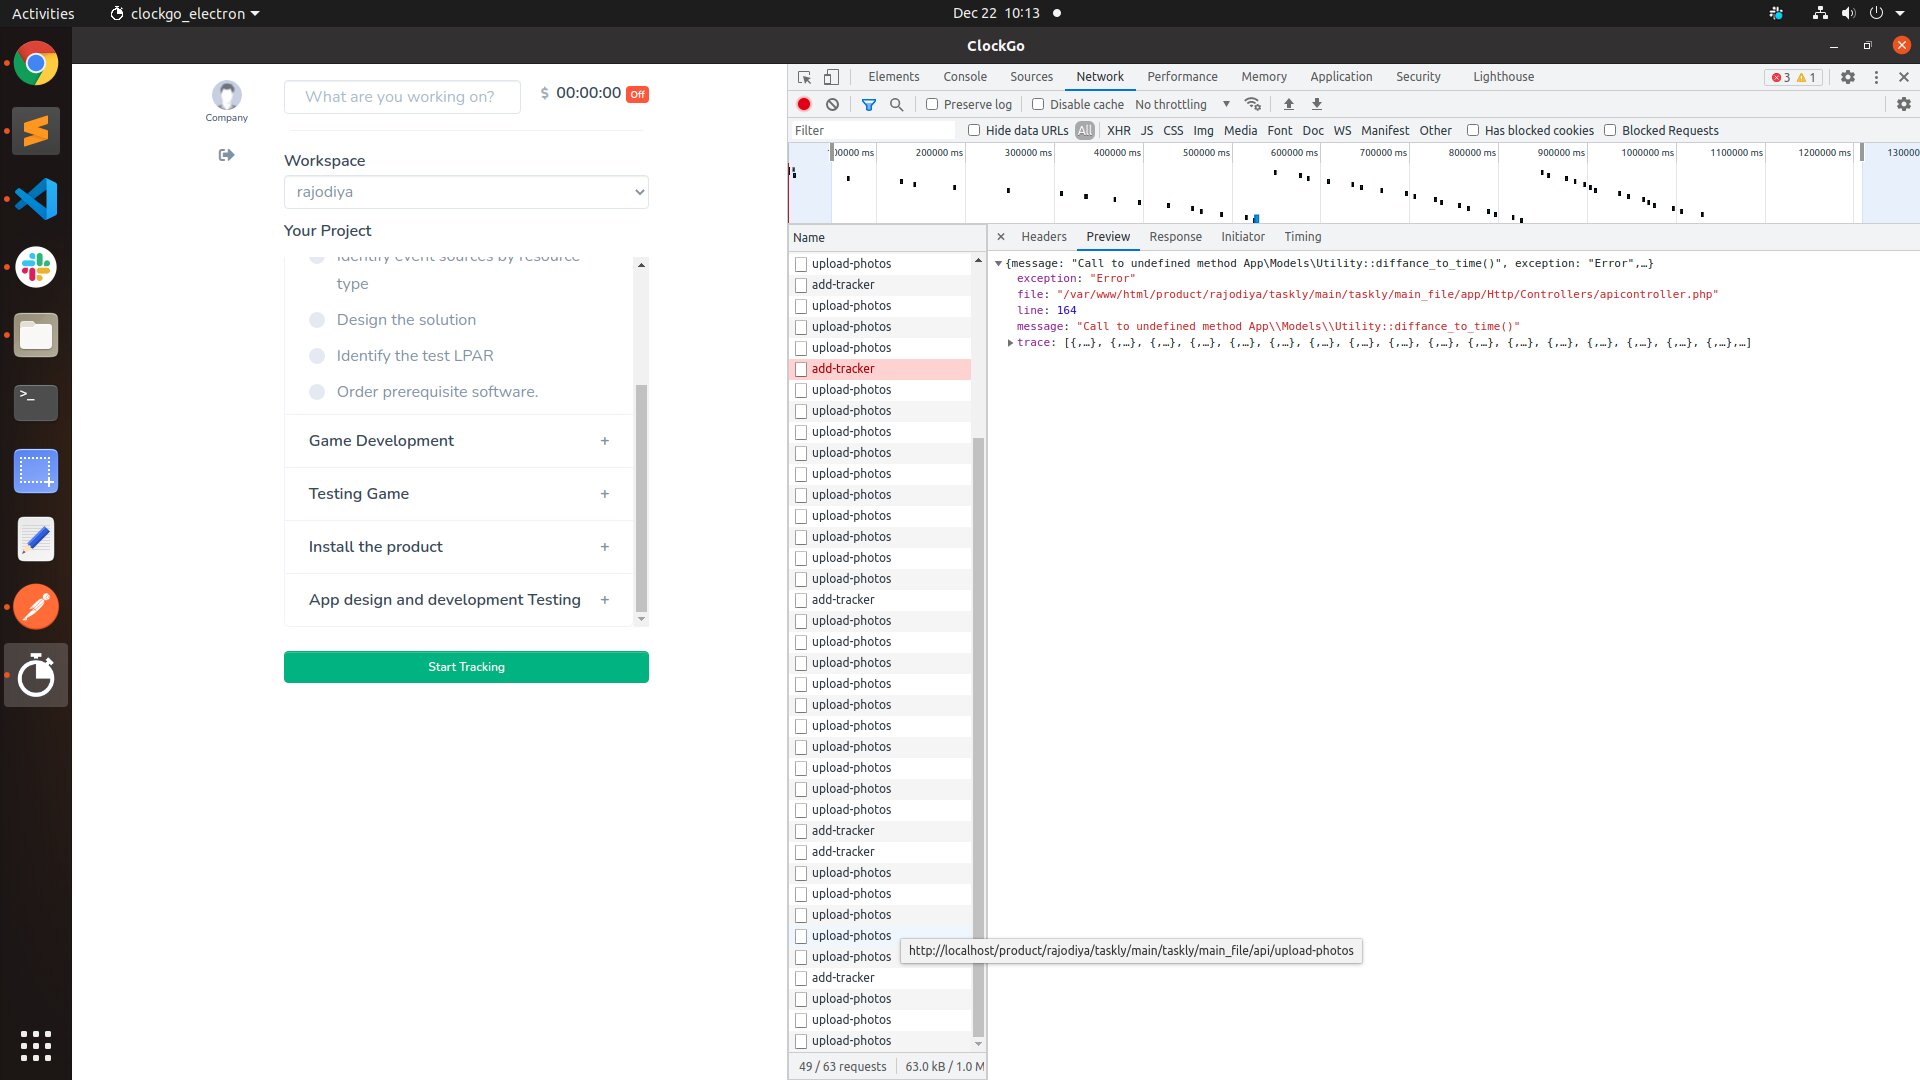 Activities
clockgo_electron
Dec 22 10:13
ClockGo
Company
What are you working on?
$ 00:00:00 Off
Workspace
rajodiya
Your Project
Identify event sources by resource
type
Design the solution
Identify the test LPAR
Order prerequisite software.
Game Development +
Testing Game +
Install the product +
App design and development Testing +
Start Tracking
Elements Console Sources Network Performance Memory Application Security Lighthouse 3 1
Preserve log Disable cache No throttling
Filter Hide data URLs All XHR JS CSS Img Media Font Doc WS Manifest Other Has blocked cookies Blocked Requests
00000 ms 200000 ms 300000 ms 400000 ms 500000 ms 600000 ms 700000 ms 800000 ms 900000 ms 1000000 ms 1100000 ms 1200000 ms 130000
Name
upload-photos
add-tracker
upload-photos
upload-photos
upload-photos
add-tracker
upload-photos
upload-photos
upload-photos
upload-photos
upload-photos
upload-photos
upload-photos
upload-photos
upload-photos
upload-photos
add-tracker
upload-photos
upload-photos
upload-photos
upload-photos
upload-photos
upload-photos
upload-photos
upload-photos
upload-photos
upload-photos
add-tracker
add-tracker
upload-photos
upload-photos
upload-photos
upload-photos
upload-photos
add-tracker
upload-photos
upload-photos
upload-photos
49 / 63 requests 63.0 kB / 1.0 M
Headers Preview Response Initiator Timing
{message: "Call to undefined method App\Models\Utility::diffance_to_time()", exception: "Error",…}
exception: "Error"
file: "/var/www/html/product/rajodiya/taskly/main/taskly/main_file/app/Http/Controllers/apicontroller.php"
line: 164
message: "Call to undefined method App\\Models\\Utility::diffance_to_time()"
trace: [{,…}, {,…}, {,…}, {,…}, {,…}, {,…}, {,…}, {,…}, {,…}, {,…}, {,…}, {,…}, {,…}, {,…}, {,…}, {,…}, {,…},…]
http://localhost/product/rajodiya/taskly/main/taskly/main_file/api/upload-photos